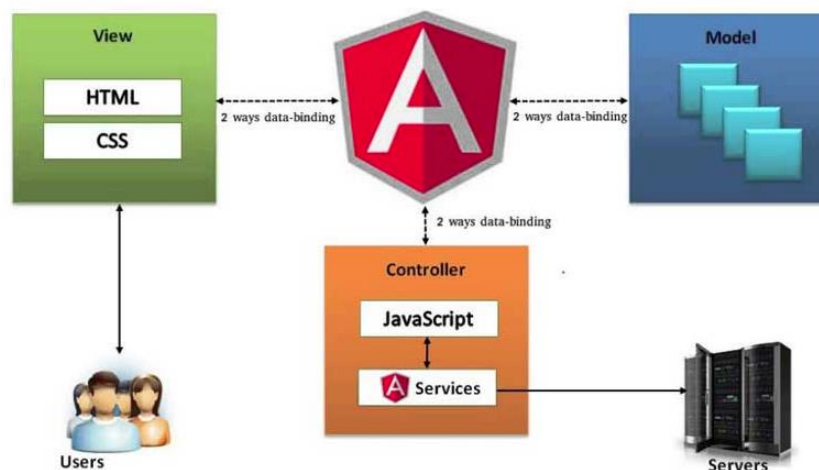 View
HTML
CSS
2 ways data-binding
A
2 ways data-binding
Model
2 ways data-binding
Controller
JavaScript
A Services
Users
Servers